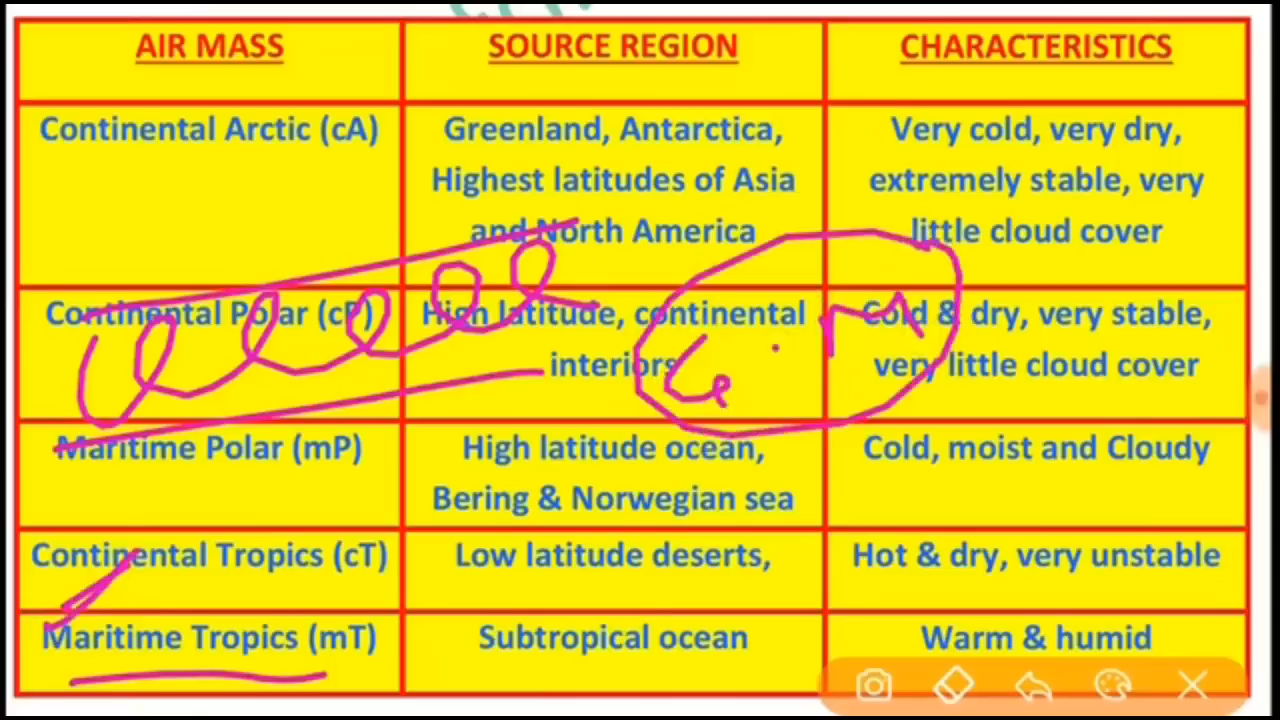 AIR MASS
SOURCE REGION
CHARACTERISTICS
Continental Arctic (cA)
Greenland, Antarctica,
Highest latitudes of Asia
and North America
Very cold, very dry,
extremely stable, very
little cloud cover
Continental Polar (cP)
High latitude, continental
interiors
Cold & dry, very stable,
very little cloud cover
Maritime Polar (mP)
High latitude ocean,
Bering & Norwegian sea
Cold, moist and Cloudy
Continental Tropics (cT)
Low latitude deserts,
Hot & dry, very unstable
Maritime Tropics (mT)
Subtropical ocean
Warm & humid